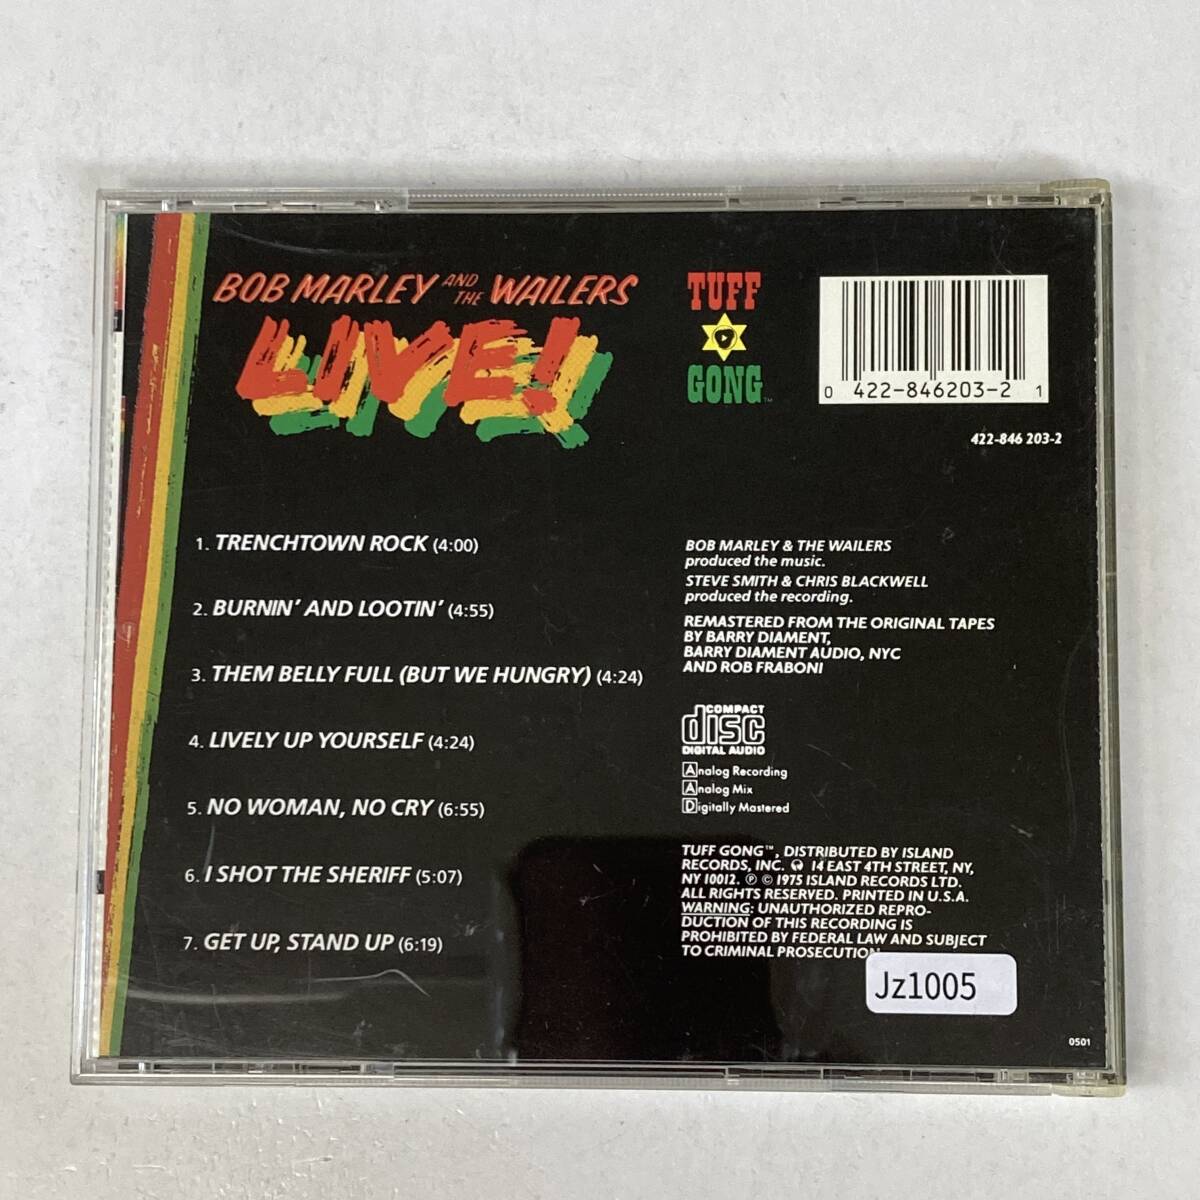 BOB MARLEY AND THE WAILERS
LIVE!
TUFF
GONG™
0 422-846203-2 1
422-846 203-2
1. TRENCHTOWN ROCK (4:00)
2. BURNIN' AND LOOTIN' (4:55)
3. THEM BELLY FULL (BUT WE HUNGRY) (4:24)
4. LIVELY UP YOURSELF (4:24)
5. NO WOMAN, NO CRY (6:55)
6. I SHOT THE SHERIFF (5:07)
7. GET UP, STAND UP (6:19)
BOB MARLEY & THE WAILERS
produced the music.
STEVE SMITH & CHRIS BLACKWELL
produced the recording.
REMASTERED FROM THE ORIGINAL TAPES
BY BARRY DIAMENT,
BARRY DIAMENT AUDIO, NYC
AND ROB FRABONI
COMPACT
disc
DIGITAL AUDIO
Analog Recording
Analog Mix
Digitally Mastered
TUFF GONG™, DISTRIBUTED BY ISLAND
RECORDS, INC. 14 EAST 4TH STREET, NY,
NY 10012. ℗ © 1975 ISLAND RECORDS LTD.
ALL RIGHTS RESERVED. PRINTED IN U.S.A.
WARNING: UNAUTHORIZED REPRO-
DUCTION OF THIS RECORDING IS
PROHIBITED BY FEDERAL LAW AND SUBJECT
TO CRIMINAL PROSECUTION
Jz1005
0501